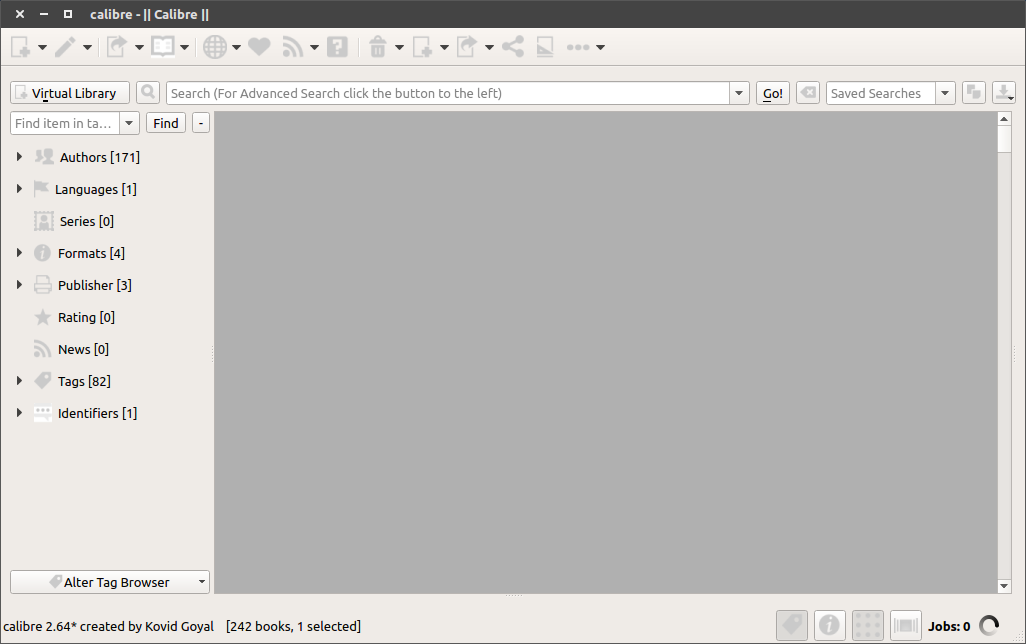 calibre - || Calibre ||
Virtual Library
Search (For Advanced Search click the button to the left)
Go!
Saved Searches
Find item in ta...
Find
-
Authors [171]
Languages [1]
Series [0]
Formats [4]
Publisher [3]
Rating [0]
News [0]
Tags [82]
Identifiers [1]
Alter Tag Browser
calibre 2.64* created by Kovid Goyal [242 books, 1 selected]
Jobs: 0